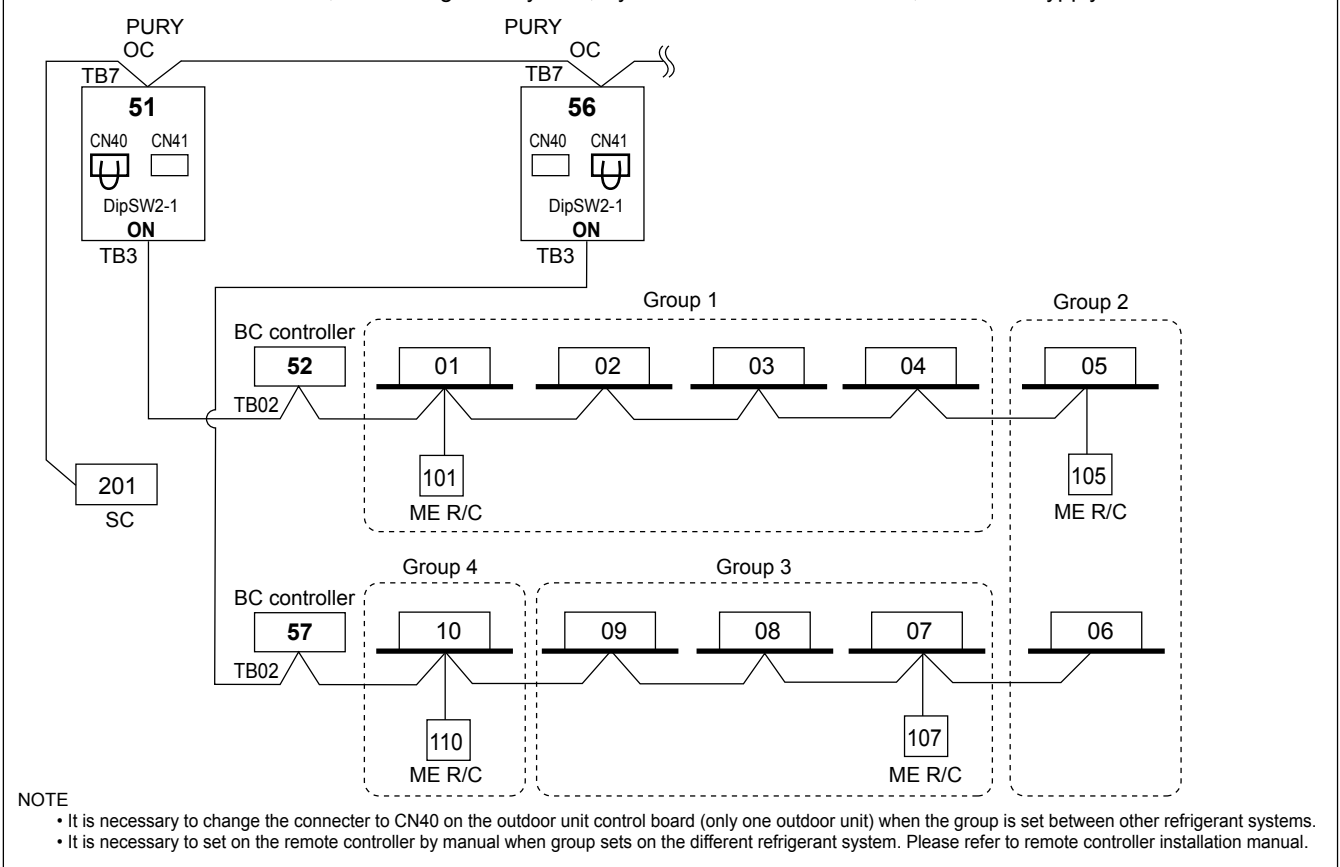 PURY PURY
OC OC
TB7 TB7
51 56
CN40 CN41 CN40 CN41
DipSW2-1 DipSW2-1
ON ON
TB3 TB3
Group 1 Group 2
BC controller
52 01 02 03 04 05
TB02
201 101 105
SC ME R/C ME R/C
Group 4 Group 3
BC controller
57 10 09 08 07 06
TB02
110 107
ME R/C ME R/C
NOTE
• It is necessary to change the connecter to CN40 on the outdoor unit control board (only one outdoor unit) when the group is set between other refrigerant systems.
• It is necessary to set on the remote controller by manual when group sets on the different refrigerant system. Please refer to remote controller installation manual.